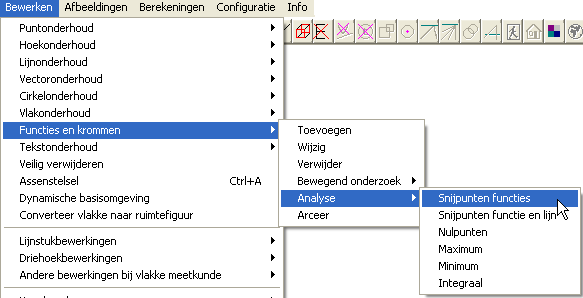 Bewerken Afbeeldingen Berekeningen Configuratie Info
Puntonderhoud
Hoekonderhoud
Lijnonderhoud
Vectoronderhoud
Cirkelonderhoud
Vlakonderhoud
Functies en krommen
Tekstonderhoud
Veilig verwijderen
Assenstelsel Ctrl+A
Dynamische basisomgeving
Converteer vlakke naar ruimtefiguur
Lijnstukbewerkingen
Driehoekbewerkingen
Andere bewerkingen bij vlakke meetkunde
Toevoegen
Wijzig
Verwijder
Bewegend onderzoek
Analyse
Arceer
Snijpunten functies
Snijpunten functie en lijn
Nulpunten
Maximum
Minimum
Integraal